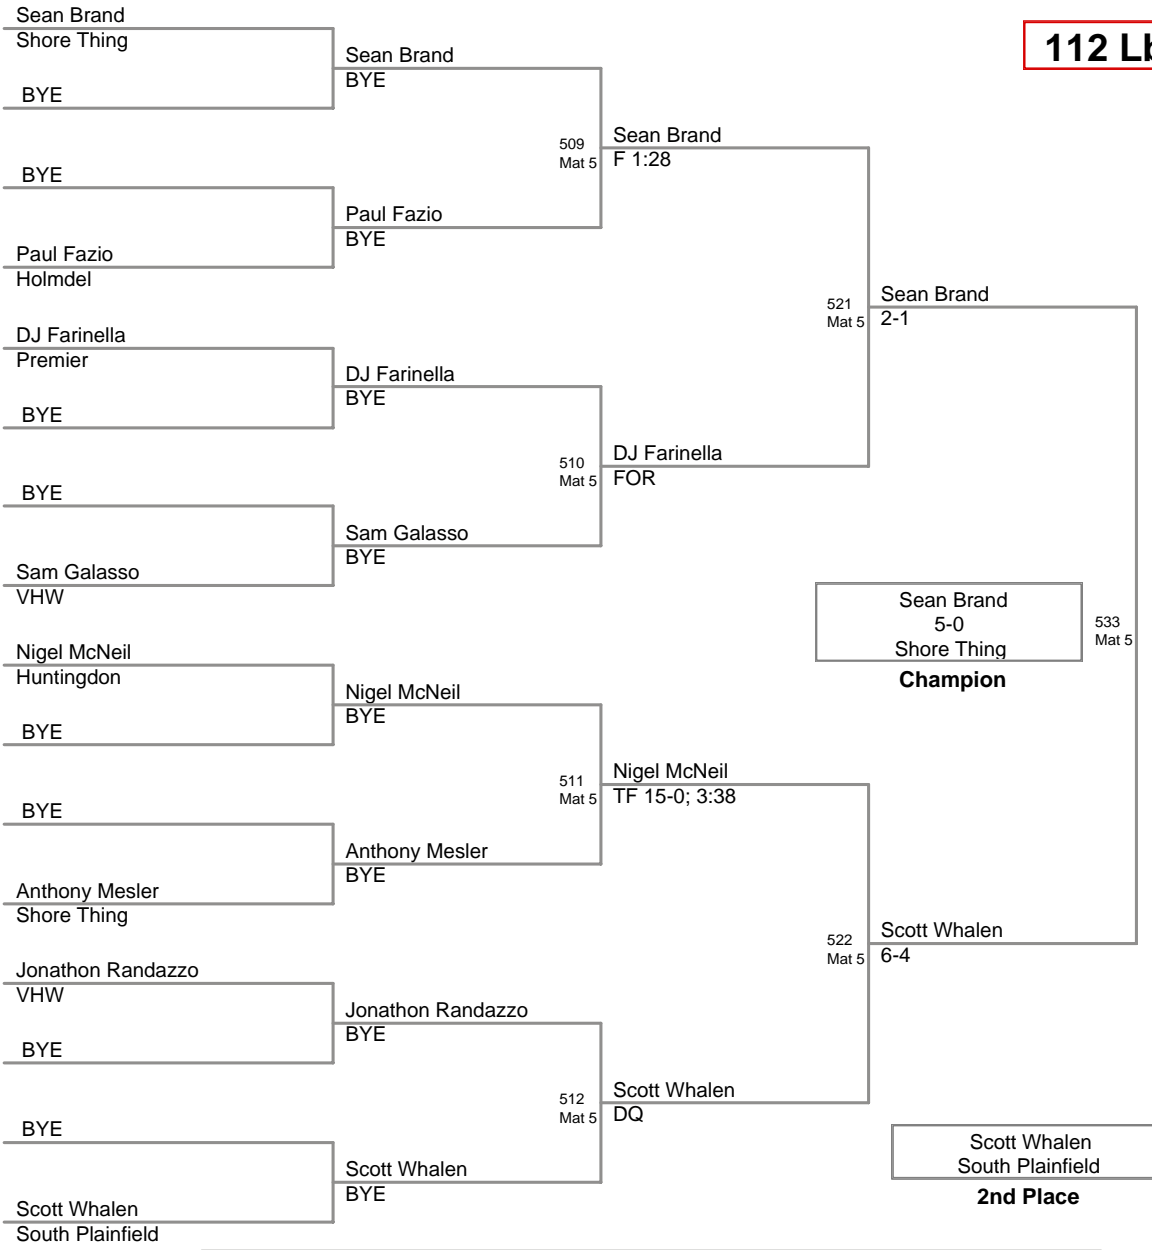 Sean Brand
Shore Thing
BYE
BYE
Paul Fazio
Holmdel
DJ Farinella
Premier
BYE
BYE
Sam Galasso
VHW
Nigel McNeil
Huntingdon
BYE
BYE
Anthony Mesler
Shore Thing
Jonathon Randazzo
VHW
BYE
BYE
Scott Whalen
South Plainfield
Sean Brand
BYE
Paul Fazio
BYE
DJ Farinella
BYE
Sam Galasso
BYE
Nigel McNeil
BYE
Anthony Mesler
BYE
Jonathon Randazzo
BYE
Scott Whalen
BYE
509
Mat 5
Sean Brand
F 1:28
510
Mat 5
DJ Farinella
FOR
511
Mat 5
Nigel McNeil
TF 15-0; 3:38
512
Mat 5
Scott Whalen
DQ
521
Mat 5
Sean Brand
2-1
522
Mat 5
Scott Whalen
6-4
533
Mat 5
Sean Brand
5-0
Shore Thing
Champion
Scott Whalen
South Plainfield
2nd Place
112